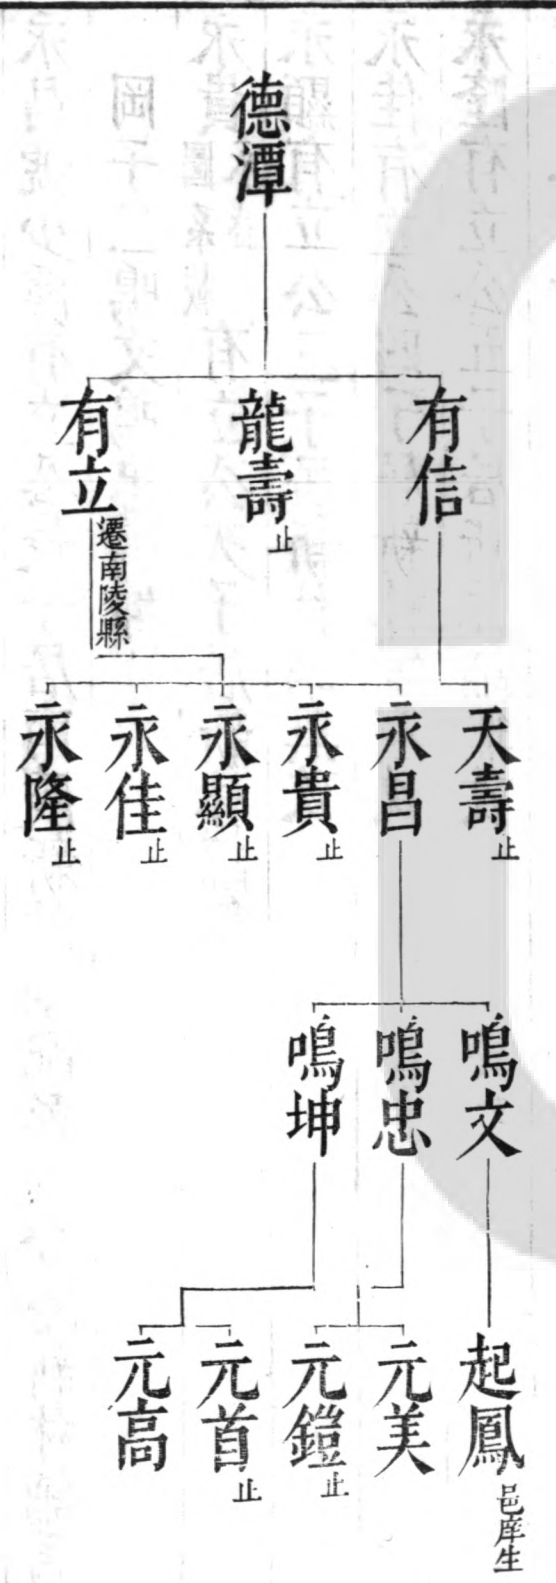 德潭
有信
龍壽 止
有立 遷南陵縣
天壽 止
永昌
永貴 止
永顯 止
永佳 止
永隆 止
鳴文
鳴忠
鳴坤
起鳳 邑庠生
元美
元鎧 止
元首 止
元高